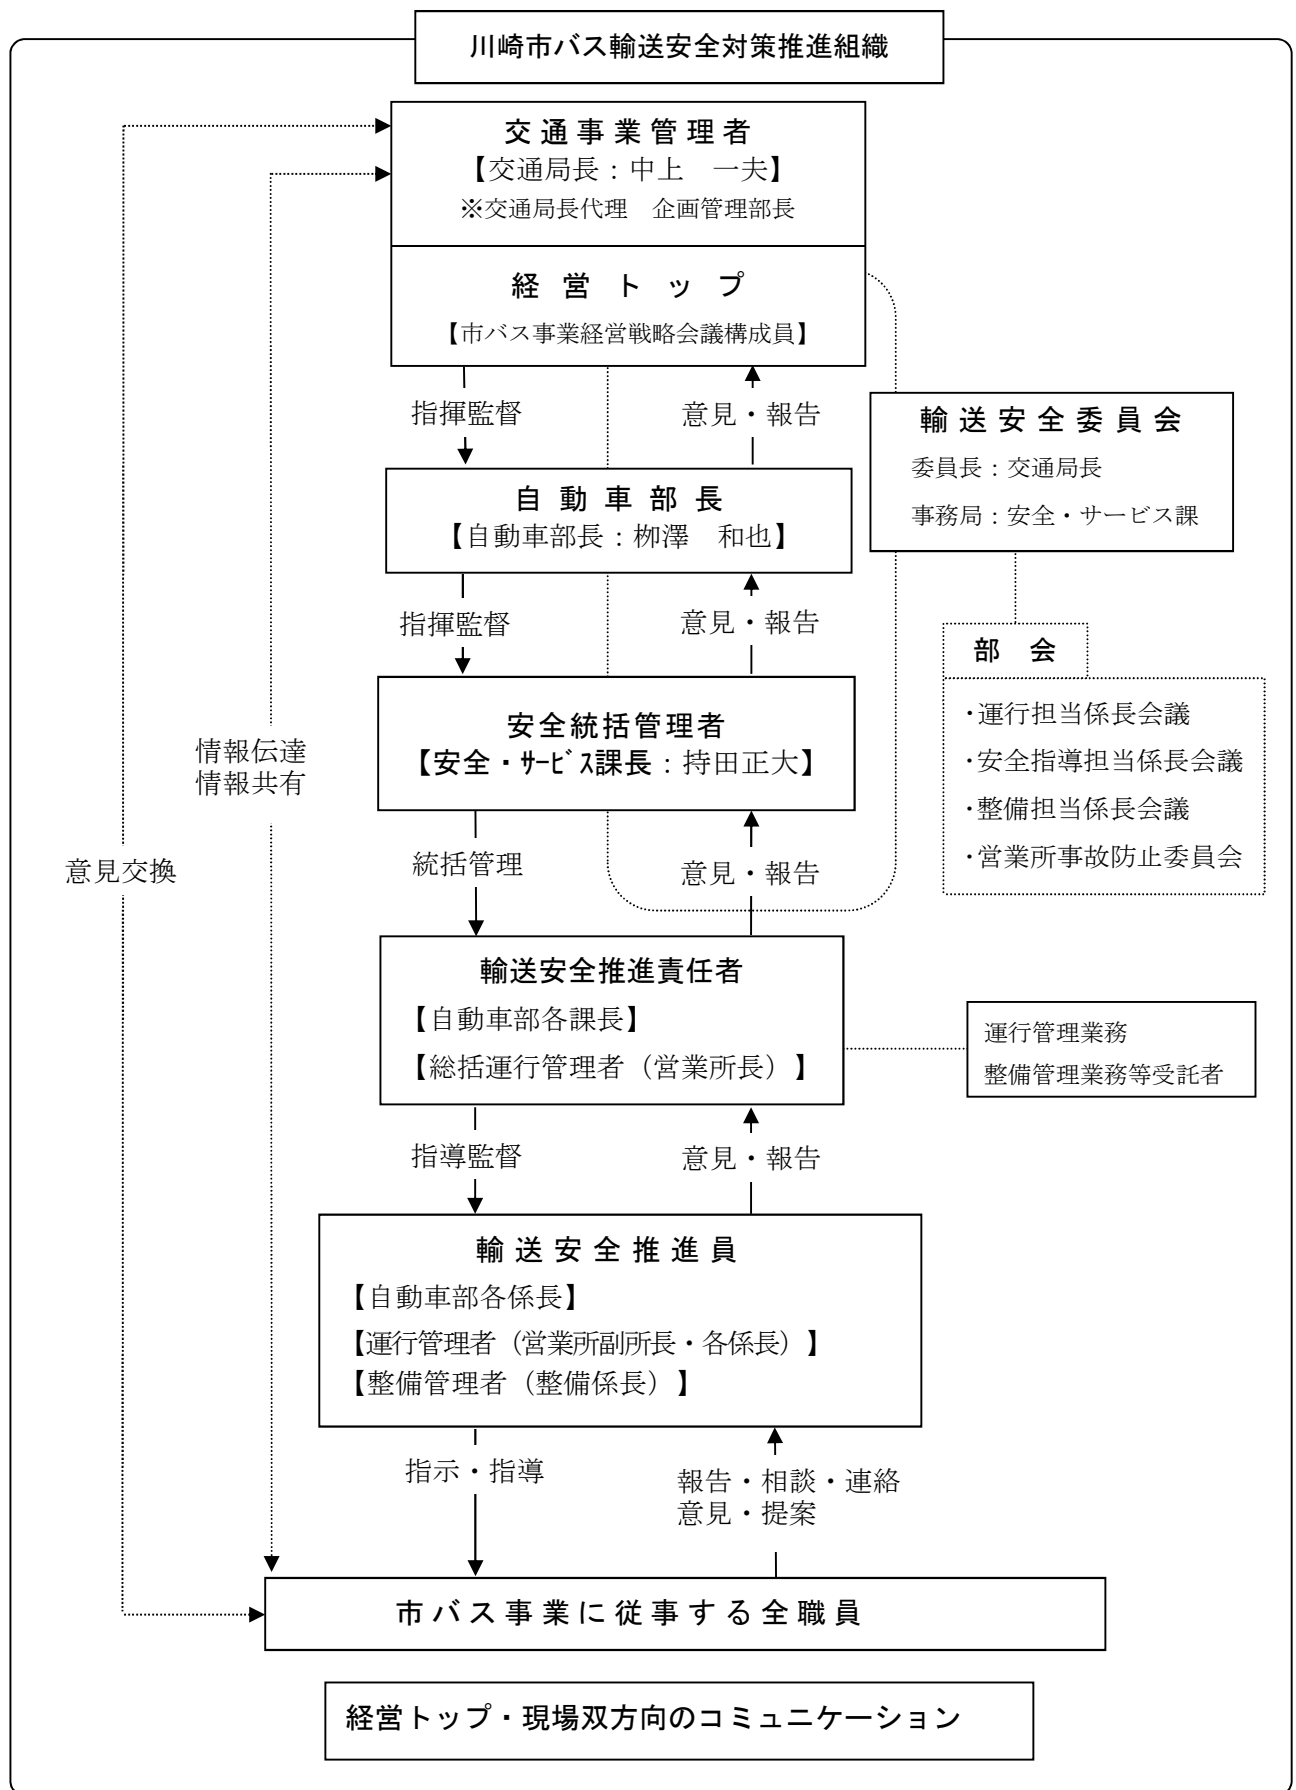 川崎市バス輸送安全対策推進組織
交通事業管理者
【交通局長：中上　一夫】
※交通局長代理　企画管理部長
経営トップ
【市バス事業経営戦略会議構成員】
指揮監督
意見・報告
輸送安全委員会
委員長：交通局長
事務局：安全・サービス課
自動車部長
【自動車部長：栁澤　和也】
指揮監督
意見・報告
部　会
・運行担当係長会議
・安全指導担当係長会議
・整備担当係長会議
・営業所事故防止委員会
安全統括管理者
【安全・ｻｰﾋﾞｽ課長：持田正大】
情報伝達
情報共有
意見交換
統括管理
意見・報告
輸送安全推進責任者
【自動車部各課長】
【総括運行管理者（営業所長）】
運行管理業務
整備管理業務等受託者
指導監督
意見・報告
輸送安全推進員
【自動車部各係長】
【運行管理者（営業所副所長・各係長）】
【整備管理者（整備係長）】
指示・指導
報告・相談・連絡
意見・提案
市バス事業に従事する全職員
経営トップ・現場双方向のコミュニケーション